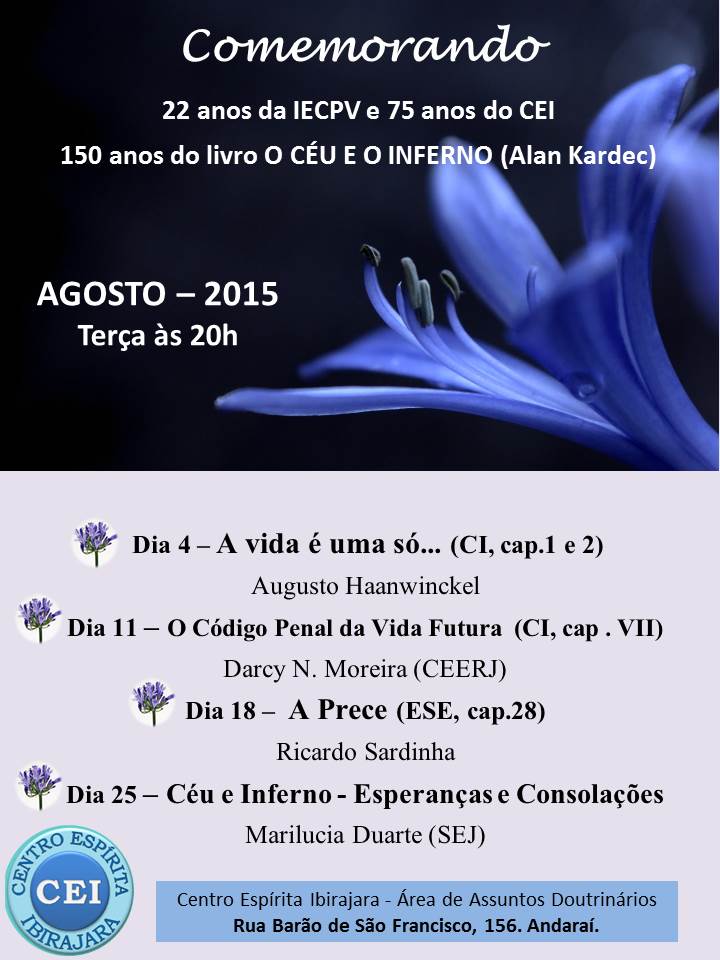 Comemorando
22 anos da IECPV e 75 anos do CEI
150 anos do livro O CÉU E O INFERNO (Alan Kardec)
AGOSTO – 2015
Terça às 20h
Dia 4 – A vida é uma só... (CI, cap.1 e 2)
Augusto Haanwinckel
Dia 11 – O Código Penal da Vida Futura (CI, cap . VII)
Darcy N. Moreira (CEERJ)
Dia 18 – A Prece (ESE, cap.28)
Ricardo Sardinha
Dia 25 – Céu e Inferno - Esperanças e Consolações
Marilucia Duarte (SEJ)
CENTRO ESPÍRITA
CEI
IBIRAJARA
Centro Espírita Ibirajara - Área de Assuntos Doutrinários
Rua Barão de São Francisco, 156. Andaraí.